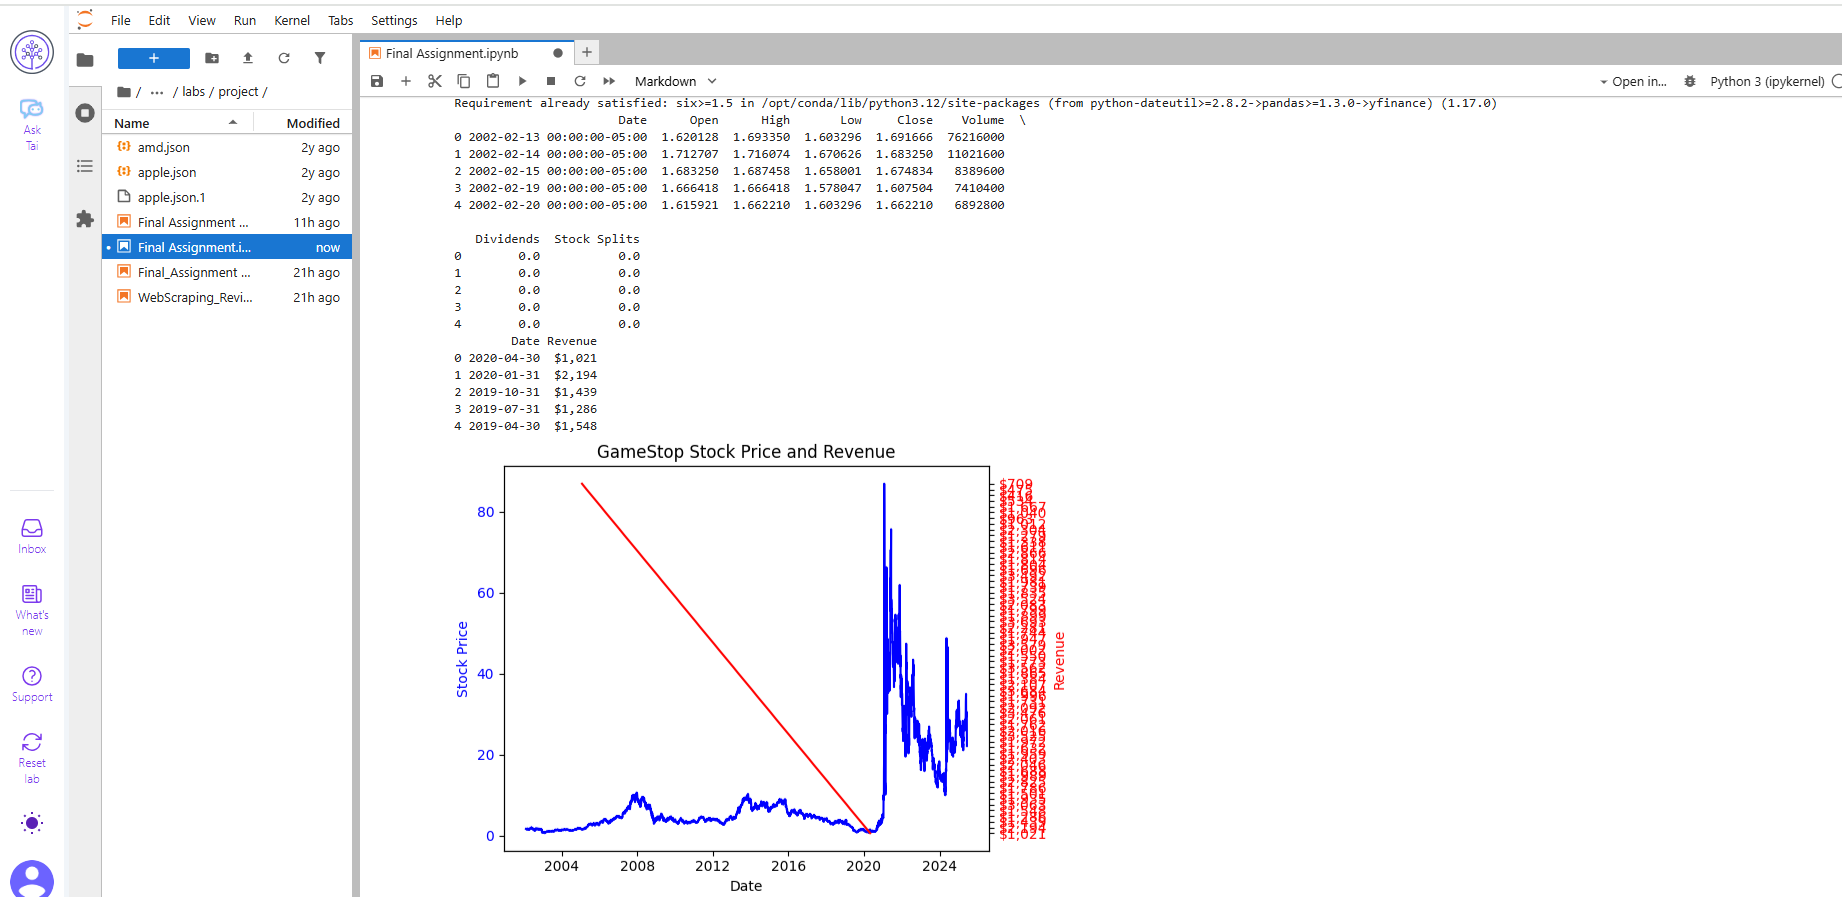 File Edit View Run Kernel Tabs Settings Help
Ask
Tai
Inbox
What's
new
Support
Reset
lab
+
/ ... / labs / project /
Name Modified
amd.json 2y ago
apple.json 2y ago
apple.json.1 2y ago
Final Assignment ... 11h ago
Final Assignment.i... now
Final_Assignment ... 21h ago
WebScraping_Revi... 21h ago
Final Assignment.ipynb
Markdown
Open in...
Python 3 (ipykernel)
Requirement already satisfied: six>=1.5 in /opt/conda/lib/python3.12/site-packages (from python-dateutil>=2.8.2->pandas>=1.3.0->yfinance) (1.17.0)
Date Open High Low Close Volume \
0 2002-02-13 00:00:00-05:00 1.620128 1.693350 1.603296 1.691666 76216000
1 2002-02-14 00:00:00-05:00 1.712707 1.716074 1.670626 1.683250 11021600
2 2002-02-15 00:00:00-05:00 1.683250 1.687458 1.658001 1.674834 8389600
3 2002-02-19 00:00:00-05:00 1.666418 1.666418 1.578047 1.607504 7410400
4 2002-02-20 00:00:00-05:00 1.615921 1.662210 1.603296 1.662210 6892800
Dividends Stock Splits
0 0.0 0.0
1 0.0 0.0
2 0.0 0.0
3 0.0 0.0
4 0.0 0.0
Date Revenue
0 2020-04-30 $1,021
1 2020-01-31 $2,194
2 2019-10-31 $1,439
3 2019-07-31 $1,286
4 2019-04-30 $1,548
GameStop Stock Price and Revenue
Stock Price
80
60
40
20
0
2004 2008 2012 2016 2020 2024
Date
Revenue
$709
$1,021